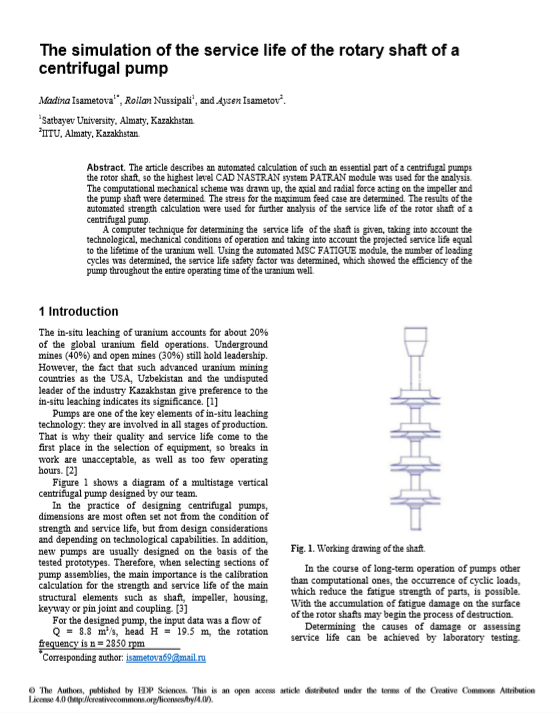 The simulation of the service life of the rotary shaft of a
centrifugal pump
Madina Isametova1*, Rollan Nussipali1, and Aysen Isametov2.
1Satbayev University, Almaty, Kazakhstan.
2IITU, Almaty, Kazakhstan.
Abstract. The article describes an automated calculation of such an essential part of a centrifugal pumps
the rotor shaft, so the highest level CAD NASTRAN system PATRAN module was used for the analysis.
The computational mechanical scheme was drawn up, the axial and radial force acting on the impeller and
the pump shaft were determined. The stress for the maximum feed case are determined. The results of the
automated strength calculation were used for further analysis of the service life of the rotor shaft of a
centrifugal pump.
A computer technique for determining the service life of the shaft is given, taking into account the
technological, mechanical conditions of operation and taking into account the projected service life equal
to the lifetime of the uranium well. Using the automated MSC FATIGUE module, the number of loading
cycles was determined, the service life safety factor was determined, which showed the efficiency of the
pump throughout the entire operating time of the uranium well.
1 Introduction
The in-situ leaching of uranium accounts for about 20%
of the global uranium field operations. Underground
mines (40%) and open mines (30%) still hold leadership.
However, the fact that such advanced uranium mining
countries as the USA, Uzbekistan and the undisputed
leader of the industry Kazakhstan give preference to the
in-situ leaching indicates its significance. [1]
Pumps are one of the key elements of in-situ leaching
technology: they are involved in all stages of production.
That is why their quality and service life come to the
first place in the selection of equipment, so breaks in
work are unacceptable, as well as too few operating
hours. [2]
Figure 1 shows a diagram of a multistage vertical
centrifugal pump designed by our team.
In the practice of designing centrifugal pumps,
dimensions are most often set not from the condition of
strength and service life, but from design considerations
and depending on technological capabilities. In addition,
new pumps are usually designed on the basis of the
tested prototypes. Therefore, when selecting sections of
pump assemblies, the main importance is the calibration
calculation for the strength and service life of the main
structural elements such as shaft, impeller, housing,
keyway or pin joint and coupling. [3]
For the designed pump, the input data was a flow of
Q = 8.8 m3/s, head H = 19.5 m, the rotation
frequency is n = 2850 rpm
Fig. 1. Working drawing of the shaft.
In the course of long-term operation of pumps other
than computational ones, the occurrence of cyclic loads,
which reduce the fatigue strength of parts, is possible.
With the accumulation of fatigue damage on the surface
of the rotor shafts may begin the process of destruction.
Determining the causes of damage or assessing
service life can be achieved by laboratory testing.
*Corresponding author: isametova69@mail.ru
© The Authors, published by EDP Sciences. This is an open access article distributed under the terms of the Creative Commons Attribution
License 4.0 (http://creativecommons.org/licenses/by/4.0/).